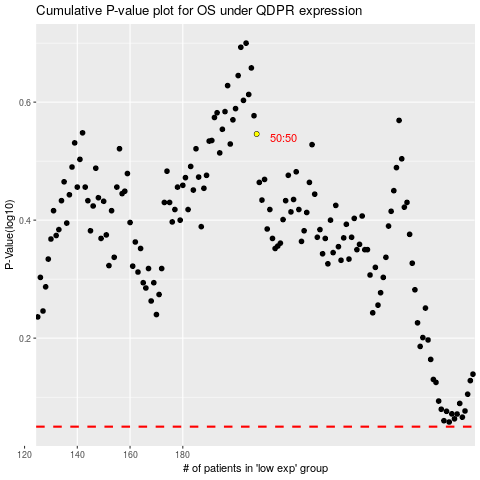 Cumulative P-value plot for OS under QDPR expression
P-Value(log10)
0.6
0.4
0.2
50:50
120 140 160 180
# of patients in 'low exp' group